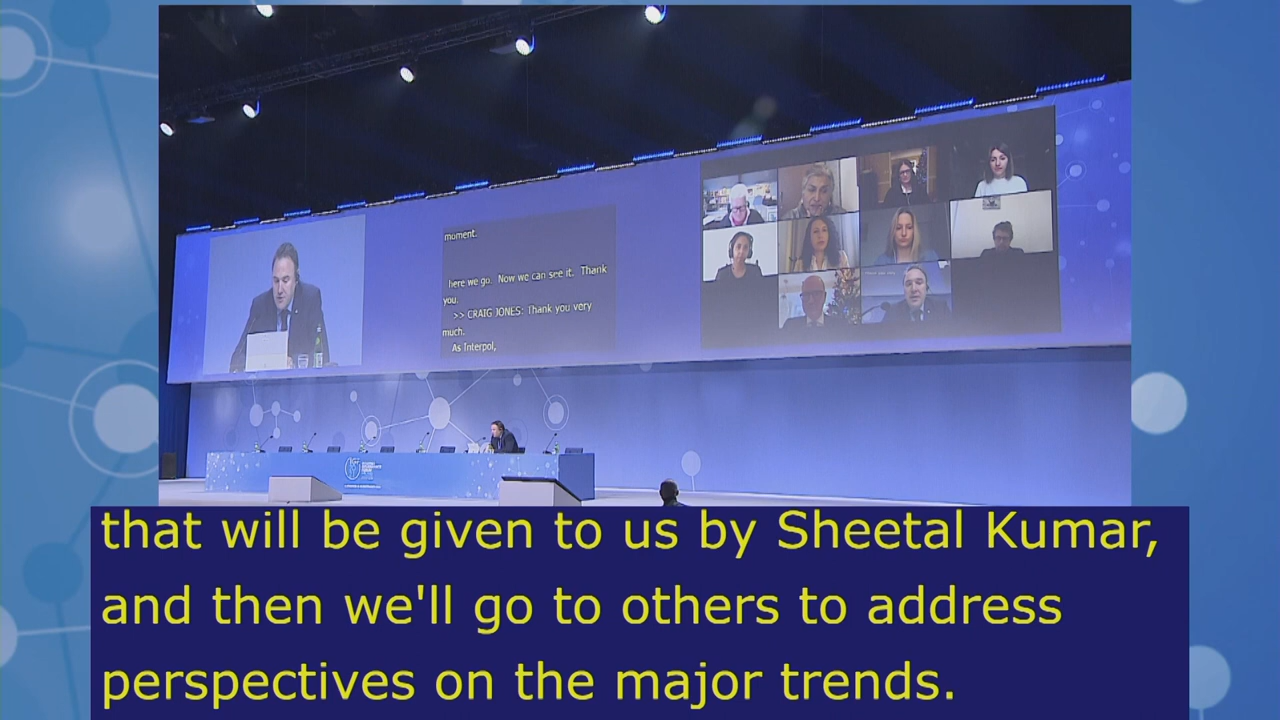 moment.
here we go. Now we can see it. Thank
you.
>> CRAIG JONES: Thank you very
much.
As Interpol,
that will be given to us by Sheetal Kumar,
and then we'll go to others to address
perspectives on the major trends.